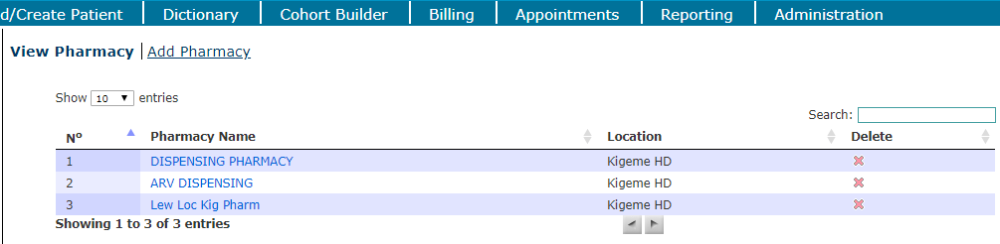 d/Create Patient Dictionary Cohort Builder Billing Appointments Reporting Administration
View Pharmacy | Add Pharmacy
Show 10 entries
Search:
Nº Pharmacy Name Location Delete
1 DISPENSING PHARMACY Kigeme HD
2 ARV DISPENSING Kigeme HD
3 Lew Loc Kig Pharm Kigeme HD
Showing 1 to 3 of 3 entries